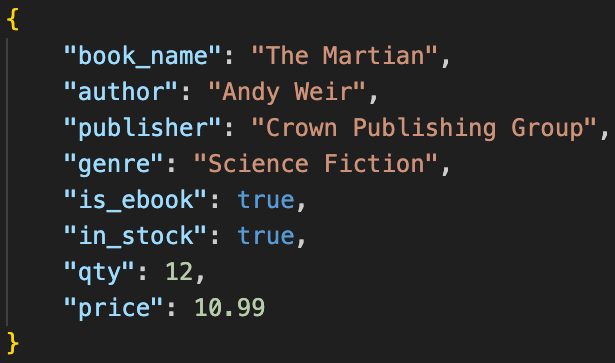 {
    "book_name": "The Martian",
    "author": "Andy Weir",
    "publisher": "Crown Publishing Group",
    "genre": "Science Fiction",
    "is_ebook": true,
    "in_stock": true,
    "qty": 12,
    "price": 10.99
}